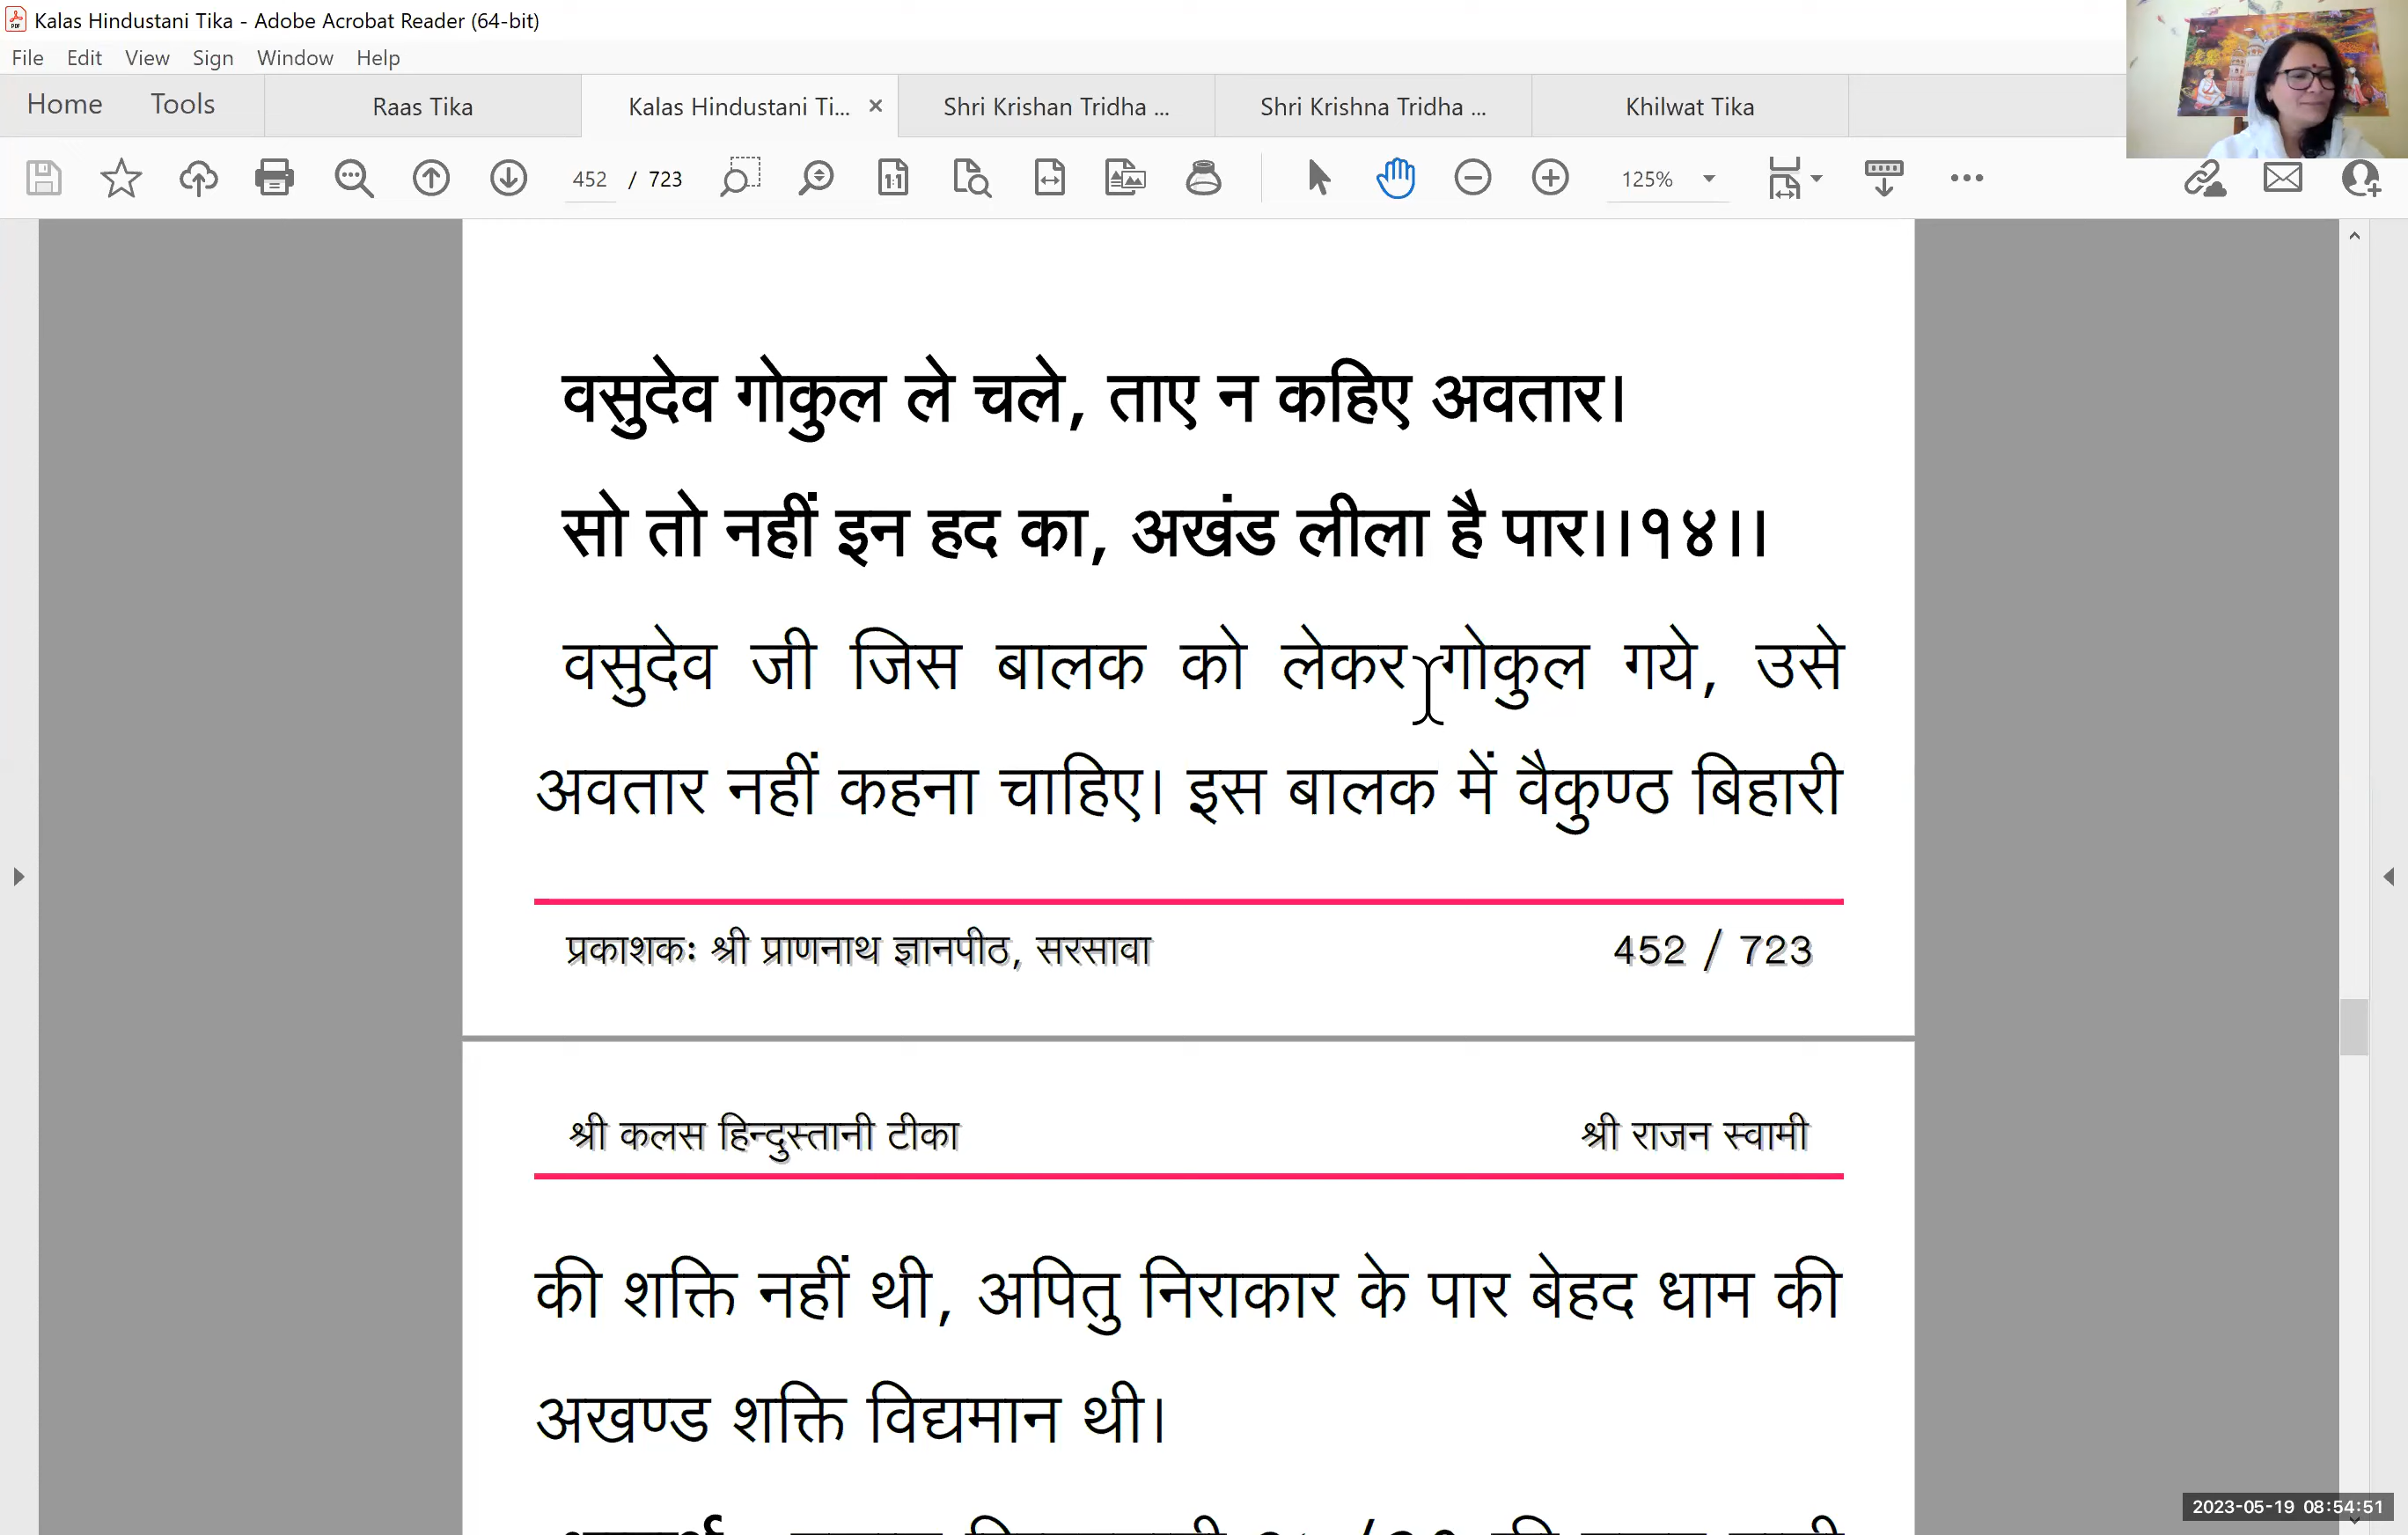 Kalas Hindustani Tika - Adobe Acrobat Reader (64-bit)
File Edit View Sign Window Help
Home Tools Raas Tika Kalas Hindustani Ti... × Shri Krishan Tridha ... Shri Krishna Tridha ... Khilwat Tika
452 / 723 125%
वसुदेव गोकुल ले चले, ताए न कहिए अवतार।
सो तो नहीं इन हद का, अखंड लीला है पार।।१४।।
वसुदेव जी जिस बालक को लेकर गोकुल गये, उसे
अवतार नहीं कहना चाहिए। इस बालक में वैकुण्ठ बिहारी
प्रकाशकः श्री प्राणनाथ ज्ञानपीठ, सरसावा 452 / 723
श्री कलस हिन्दुस्तानी टीका श्री राजन स्वामी
की शक्ति नहीं थी, अपितु निराकार के पार बेहद धाम की
अखण्ड शक्ति विद्यमान थी।
2023-05-19 08:54:51